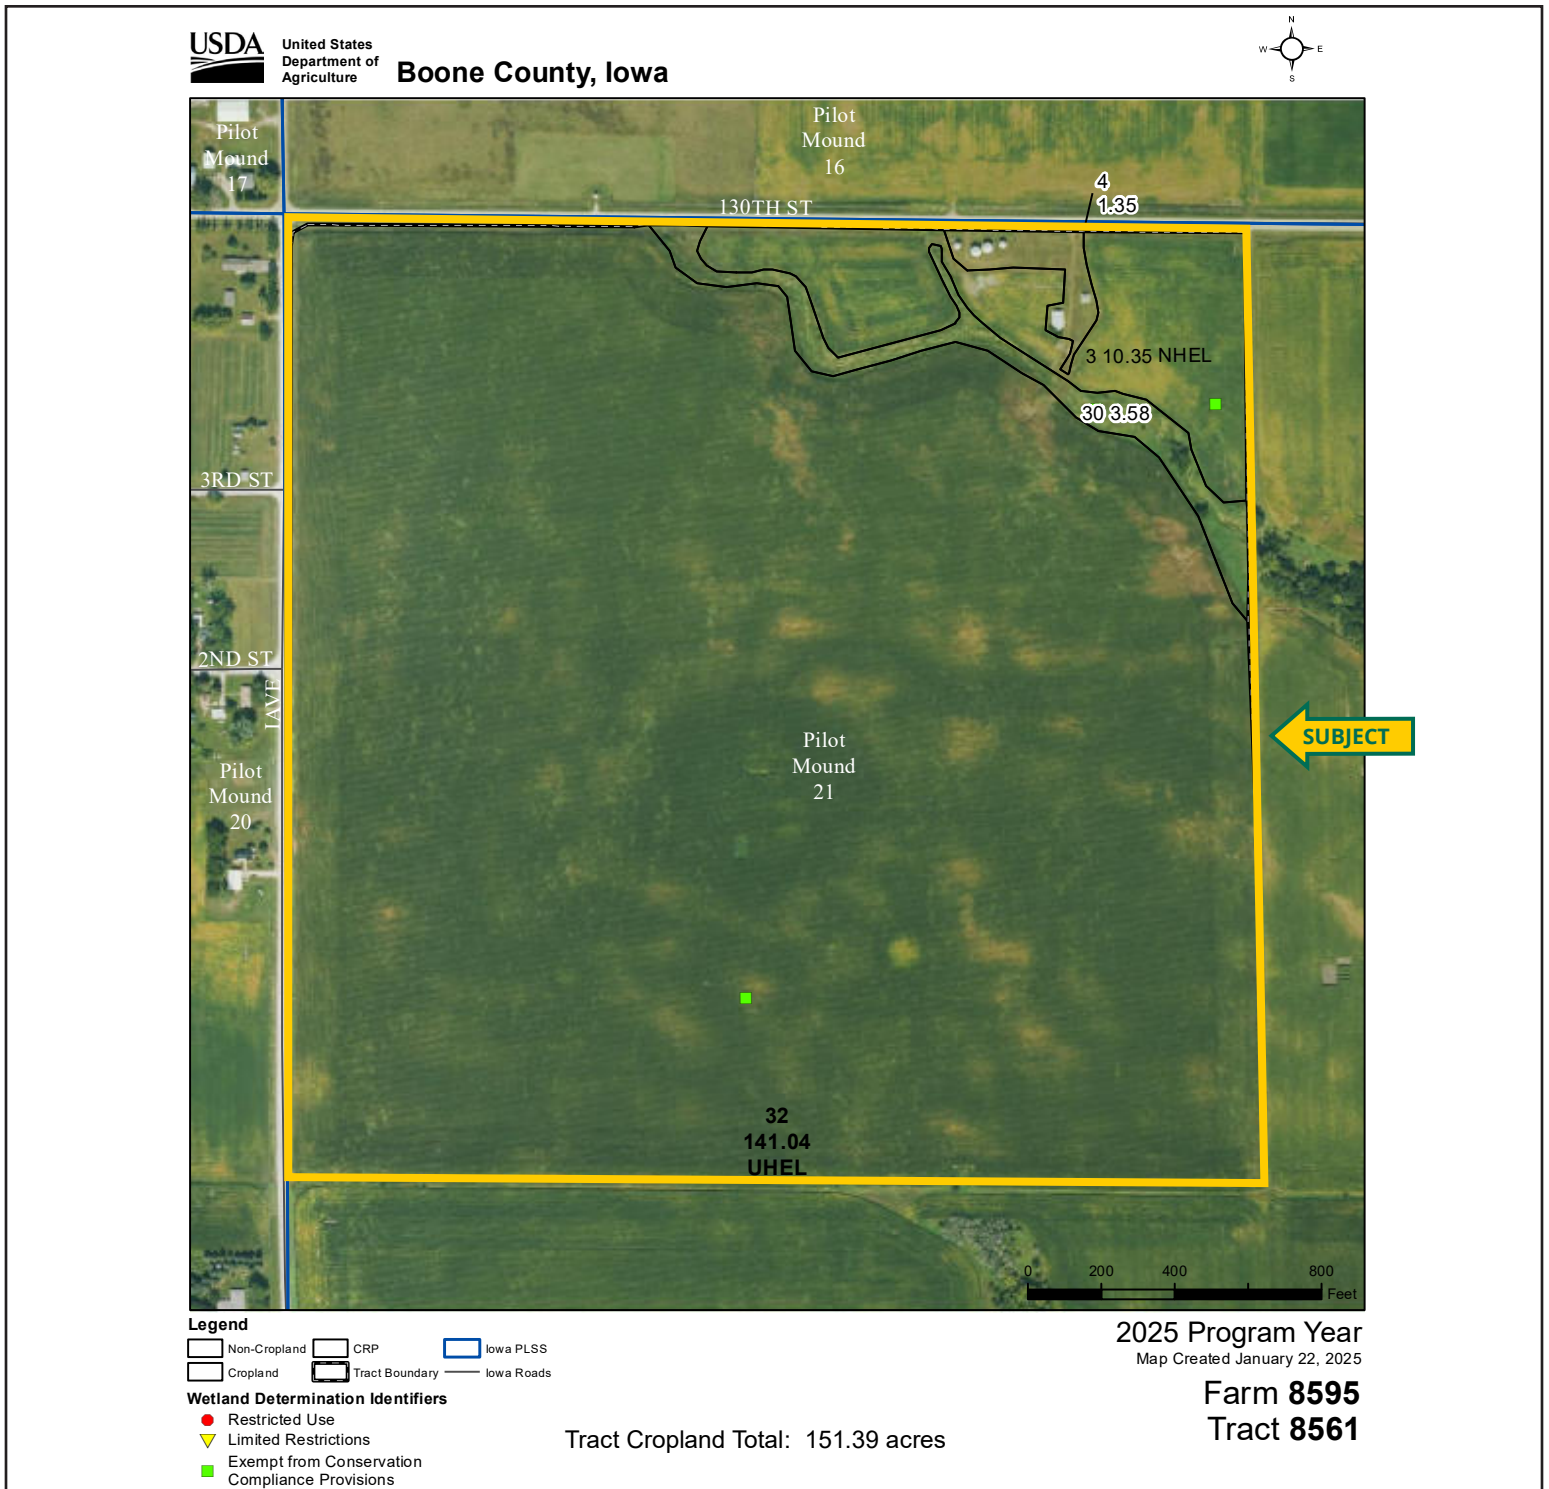 USDA
United States
Department of
Agriculture
Boone County, Iowa
N
W
E
S
Pilot
Mound
17
Pilot
Mound
16
4
1.35
130TH ST
3 10.35 NHEL
30 3.58
3RD ST
2ND ST
I AVE
Pilot
Mound
21
SUBJECT
Pilot
Mound
20
32
141.04
UHEL
0 200 400 800
Feet
Legend
Non-Cropland CRP Iowa PLSS
Cropland Tract Boundary Iowa Roads
Wetland Determination Identifiers
Restricted Use
Limited Restrictions
Exempt from Conservation
Compliance Provisions
Tract Cropland Total: 151.39 acres
2025 Program Year
Map Created January 22, 2025
Farm 8595
Tract 8561